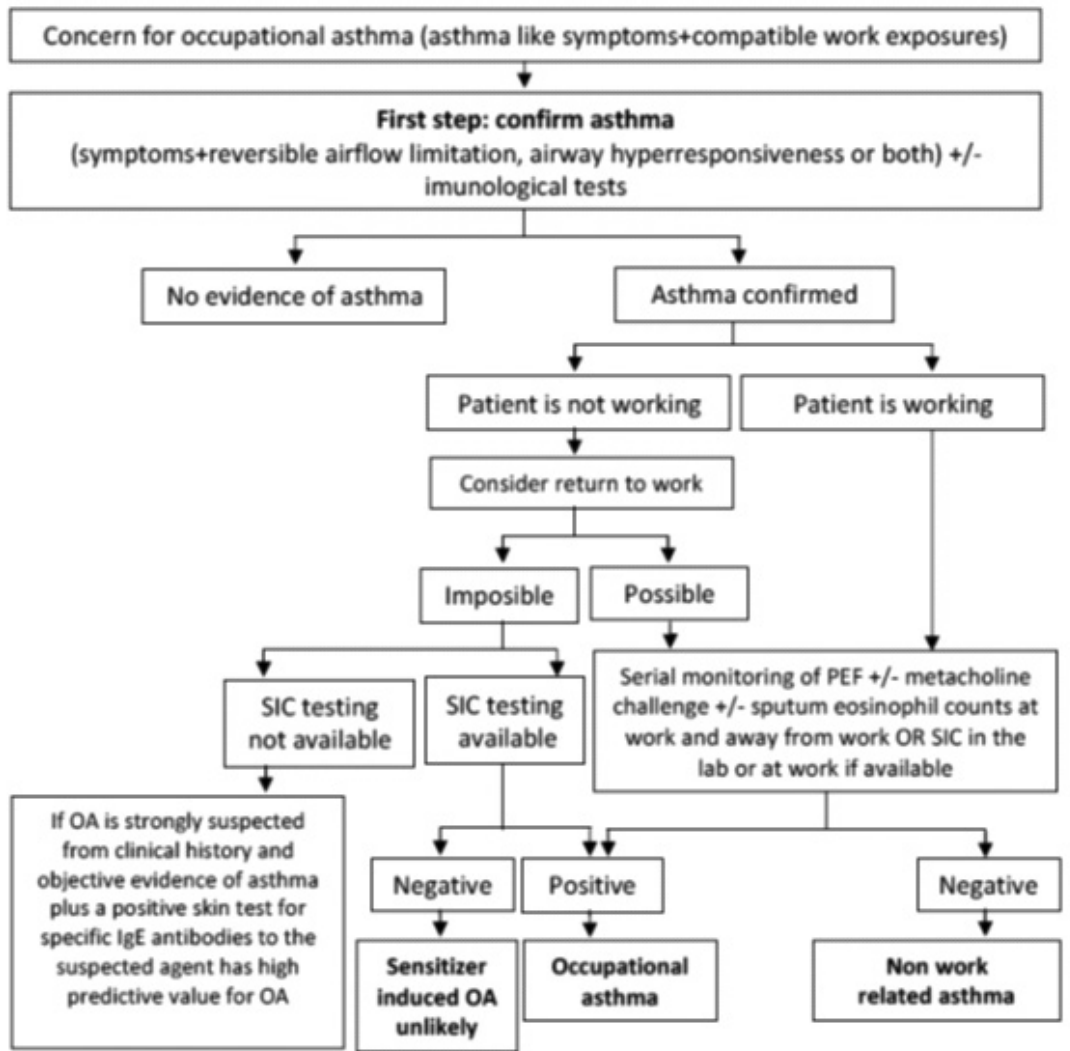 Concern for occupational asthma (asthma like symptoms+compatible work exposures)
First step: confirm asthma
(symptoms+reversible airflow limitation, airway hyperresponsiveness or both) +/-
imunological tests
No evidence of asthma
Asthma confirmed
Patient is not working
Patient is working
Consider return to work
Imposible
Possible
SIC testing
not available
SIC testing
available
Serial monitoring of PEF +/- metacholine
challenge +/- sputum eosinophil counts at
work and away from work OR SIC in the
lab or at work if available
If OA is strongly suspected
from clinical history and
objective evidence of asthma
plus a positive skin test for
specific IgE antibodies to the
suspected agent has high
predictive value for OA
Negative
Positive
Negative
Sensitizer
induced OA
unlikely
Occupational
asthma
Non work
related asthma